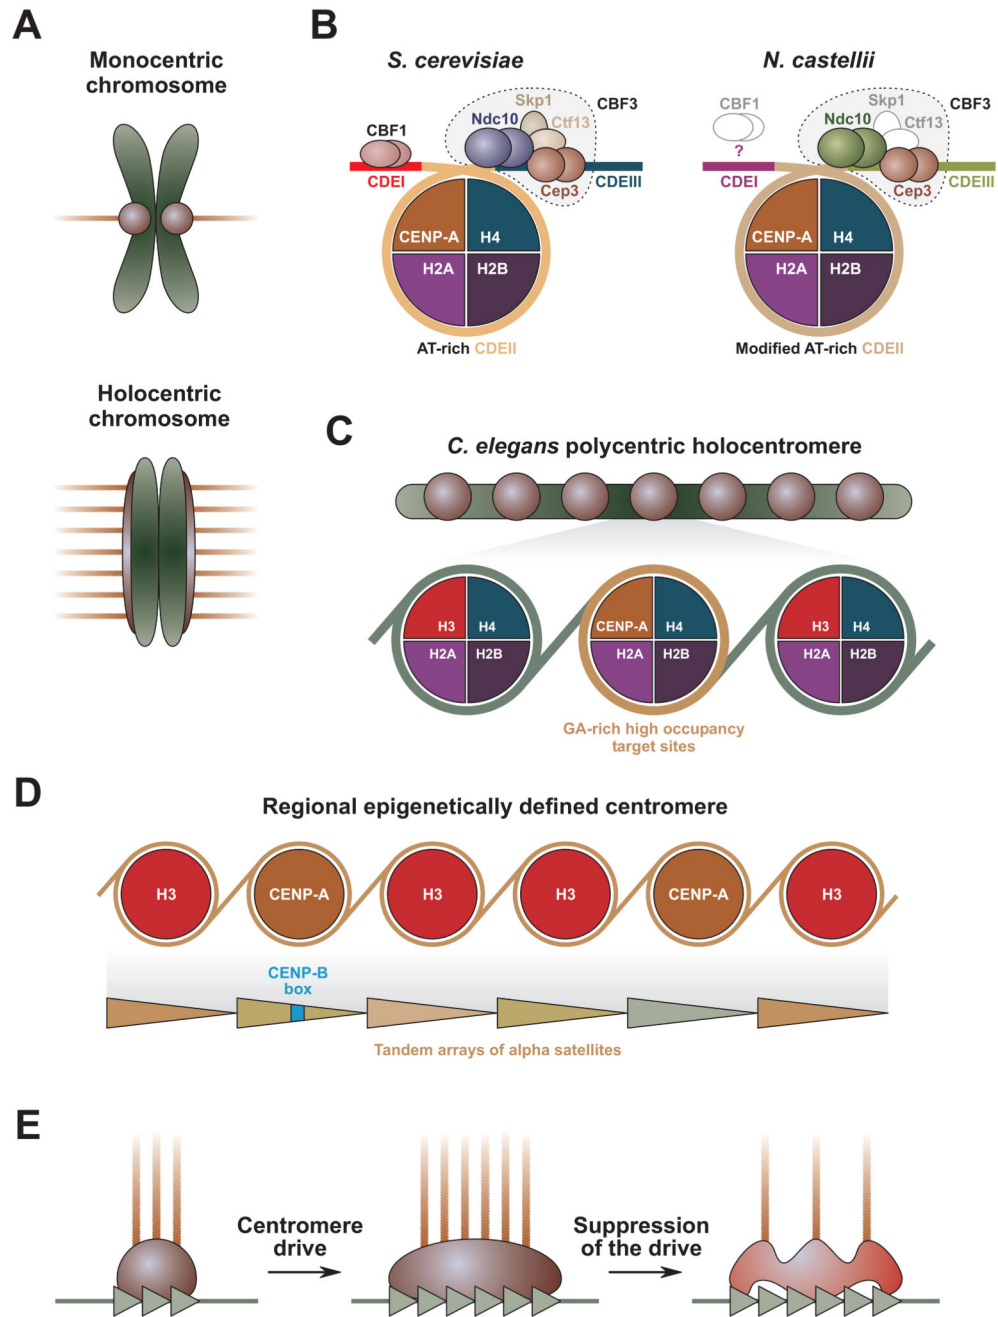 A
Monocentric
chromosome
Holocentric
chromosome
B
S. cerevisiae
Skp1
CBF3
Ndc10
Ctf13
CBF1
CDEI
Cep3
CDEIII
CENP-A
H4
H2A
H2B
AT-rich CDEII
N. castellii
CBF1
Skp1
CBF3
Ndc10
Ctf13
?
CDEI
Cep3
CDEIII
CENP-A
H4
H2A
H2B
Modified AT-rich CDEII
C
C. elegans polycentric holocentromere
H3
H4
H2A
H2B
CENP-A
H4
H2A
H2B
H3
H4
H2A
H2B
GA-rich high occupancy
target sites
D
Regional epigenetically defined centromere
H3
CENP-A
H3
H3
CENP-A
H3
CENP-B
box
Tandem arrays of alpha satellites
E
Centromere
drive
Suppression
of the drive